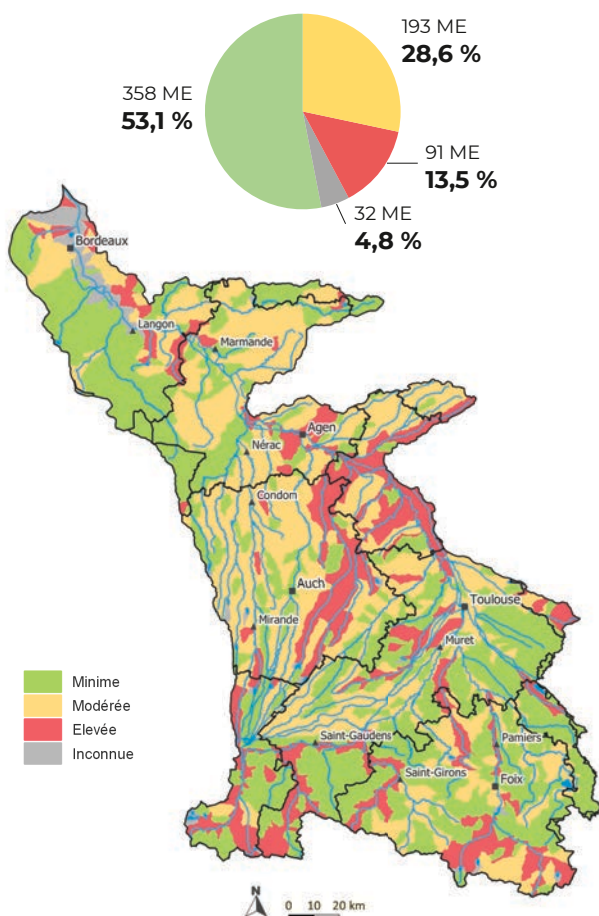 193 ME
28,6 %
358 ME
53,1 %
91 ME
13,5 %
32 ME
4,8 %
Bordeaux
Langon
Marmande
Agen
Nérac
Condom
Auch
Toulouse
Mirande
Muret
Minime
Modérée
Elevée
Inconnue
Saint-Gaudens
Pamiers
Saint-Girons
Foix
N
0 10 20 km